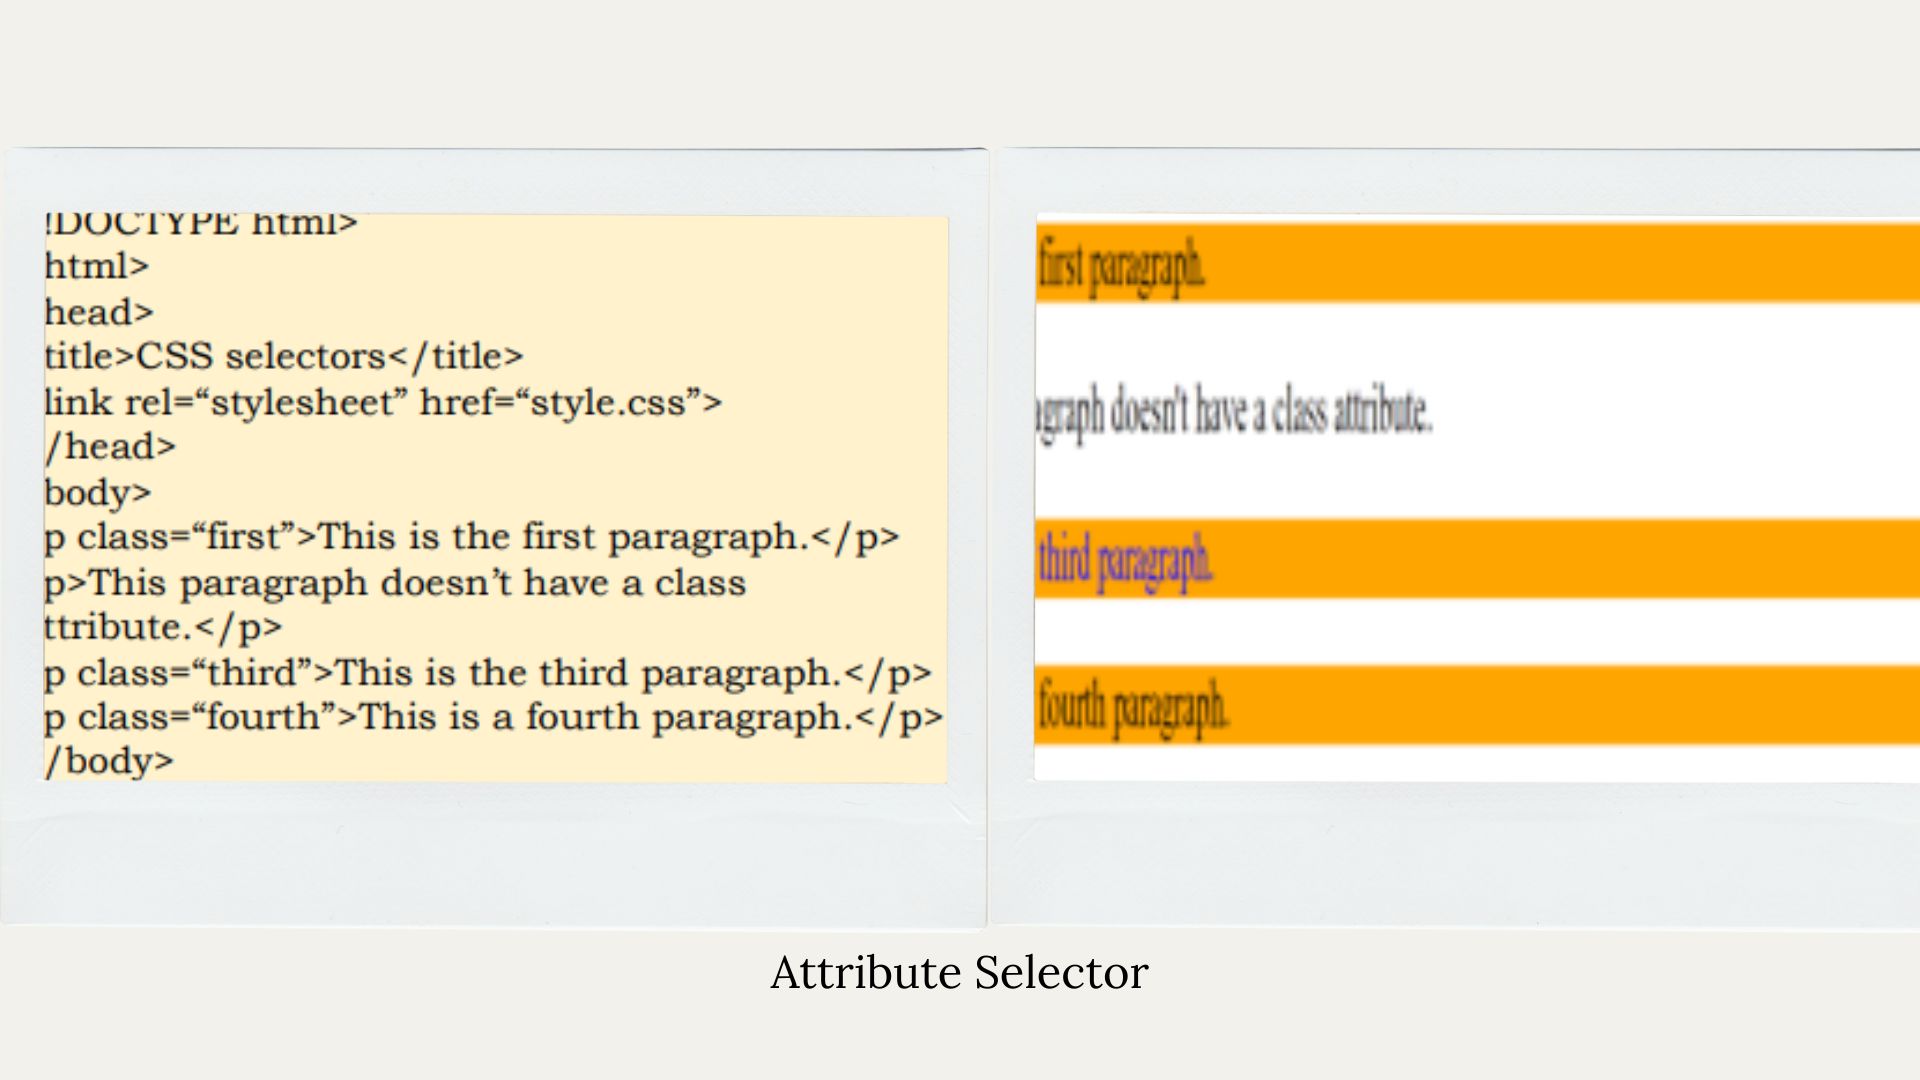 !DOCTYPE html>
html>
head>
title>CSS selectors</title>
link rel=“stylesheet” href=“style.css”>
/head>
body>
p class=“first”>This is the first paragraph.</p>
p>This paragraph doesn’t have a class
ttribute.</p>
p class=“third”>This is the third paragraph.</p>
p class=“fourth”>This is a fourth paragraph.</p>
/body>
first paragraph.
agraph doesn't have a class attribute.
third paragraph.
fourth paragraph.
Attribute Selector